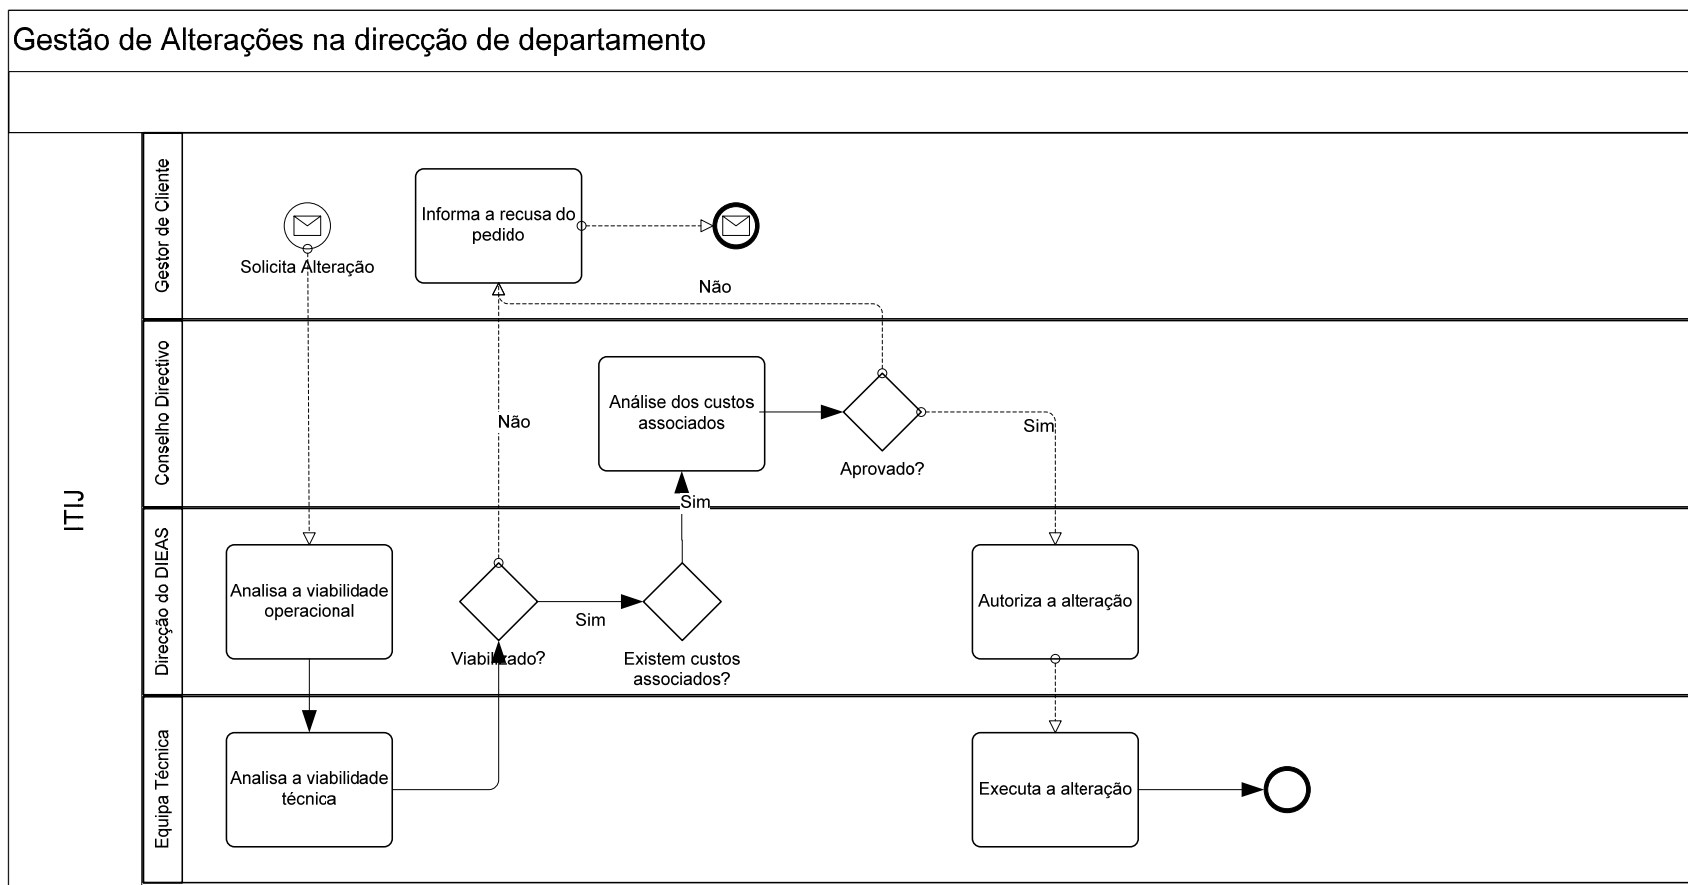 Gestão de Alterações na direcção de departamento
ITIJ
Gestor de Cliente
Solicita Alteração
Informa a recusa do
pedido
Não
Conselho Directivo
Análise dos custos
associados
Aprovado?
Sim
Não
Sim
Direcção do DIEAS
Analisa a viabilidade
operacional
Viabilizado?
Sim
Existem custos
associados?
Autoriza a alteração
Equipa Técnica
Analisa a viabilidade
técnica
Executa a alteração